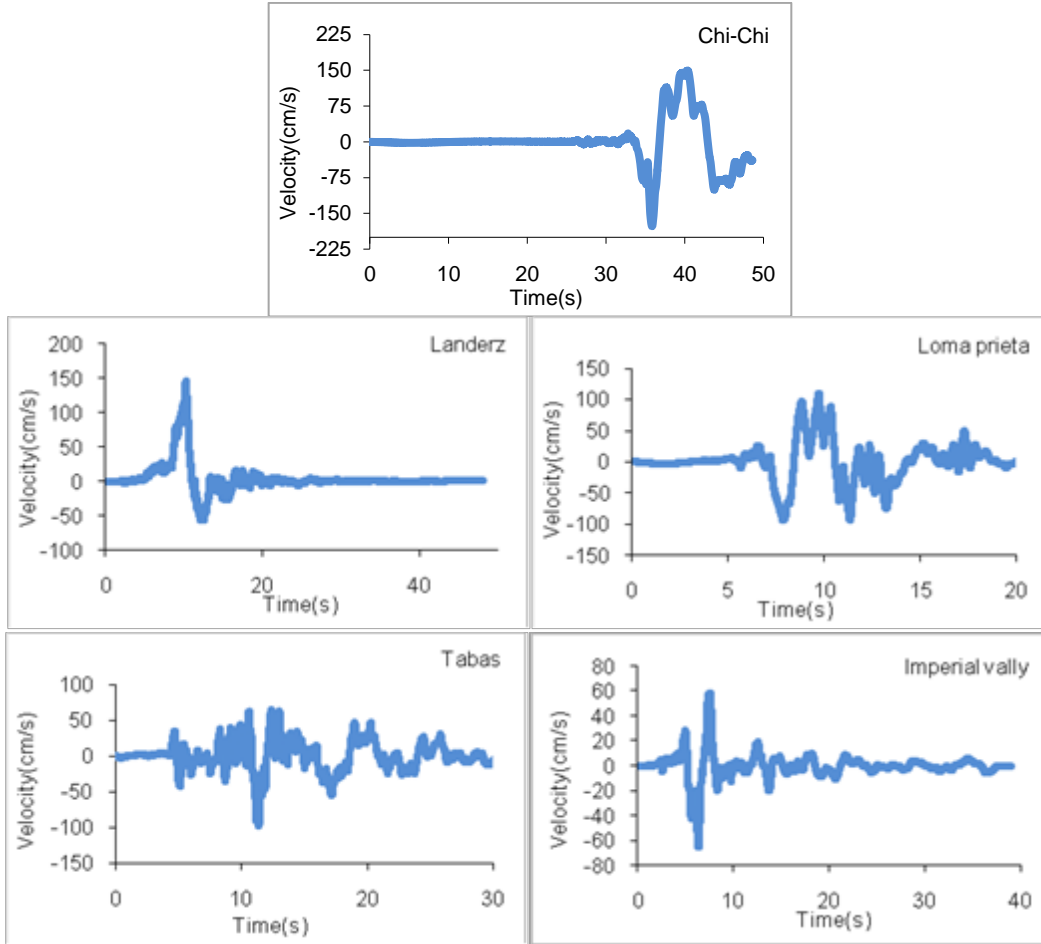 Chi-Chi
Velocity(cm/s)
225
150
75
0
-75
-150
-225
0 10 20 30 40 50
Time(s)
Landerz
Velocity(cm/s)
200
150
100
50
0
-50
-100
0 20 40
Time(s)
Loma prieta
Velocity(cm/s)
150
100
50
0
-50
-100
-150
0 5 10 15 20
Time(s)
Tabas
Velocity(cm/s)
100
50
0
-50
-100
-150
0 10 20 30
Time(s)
Imperial vally
Velocity(cm/s)
80
60
40
20
0
-20
-40
-60
-80
0 10 20 30 40
Time(s)